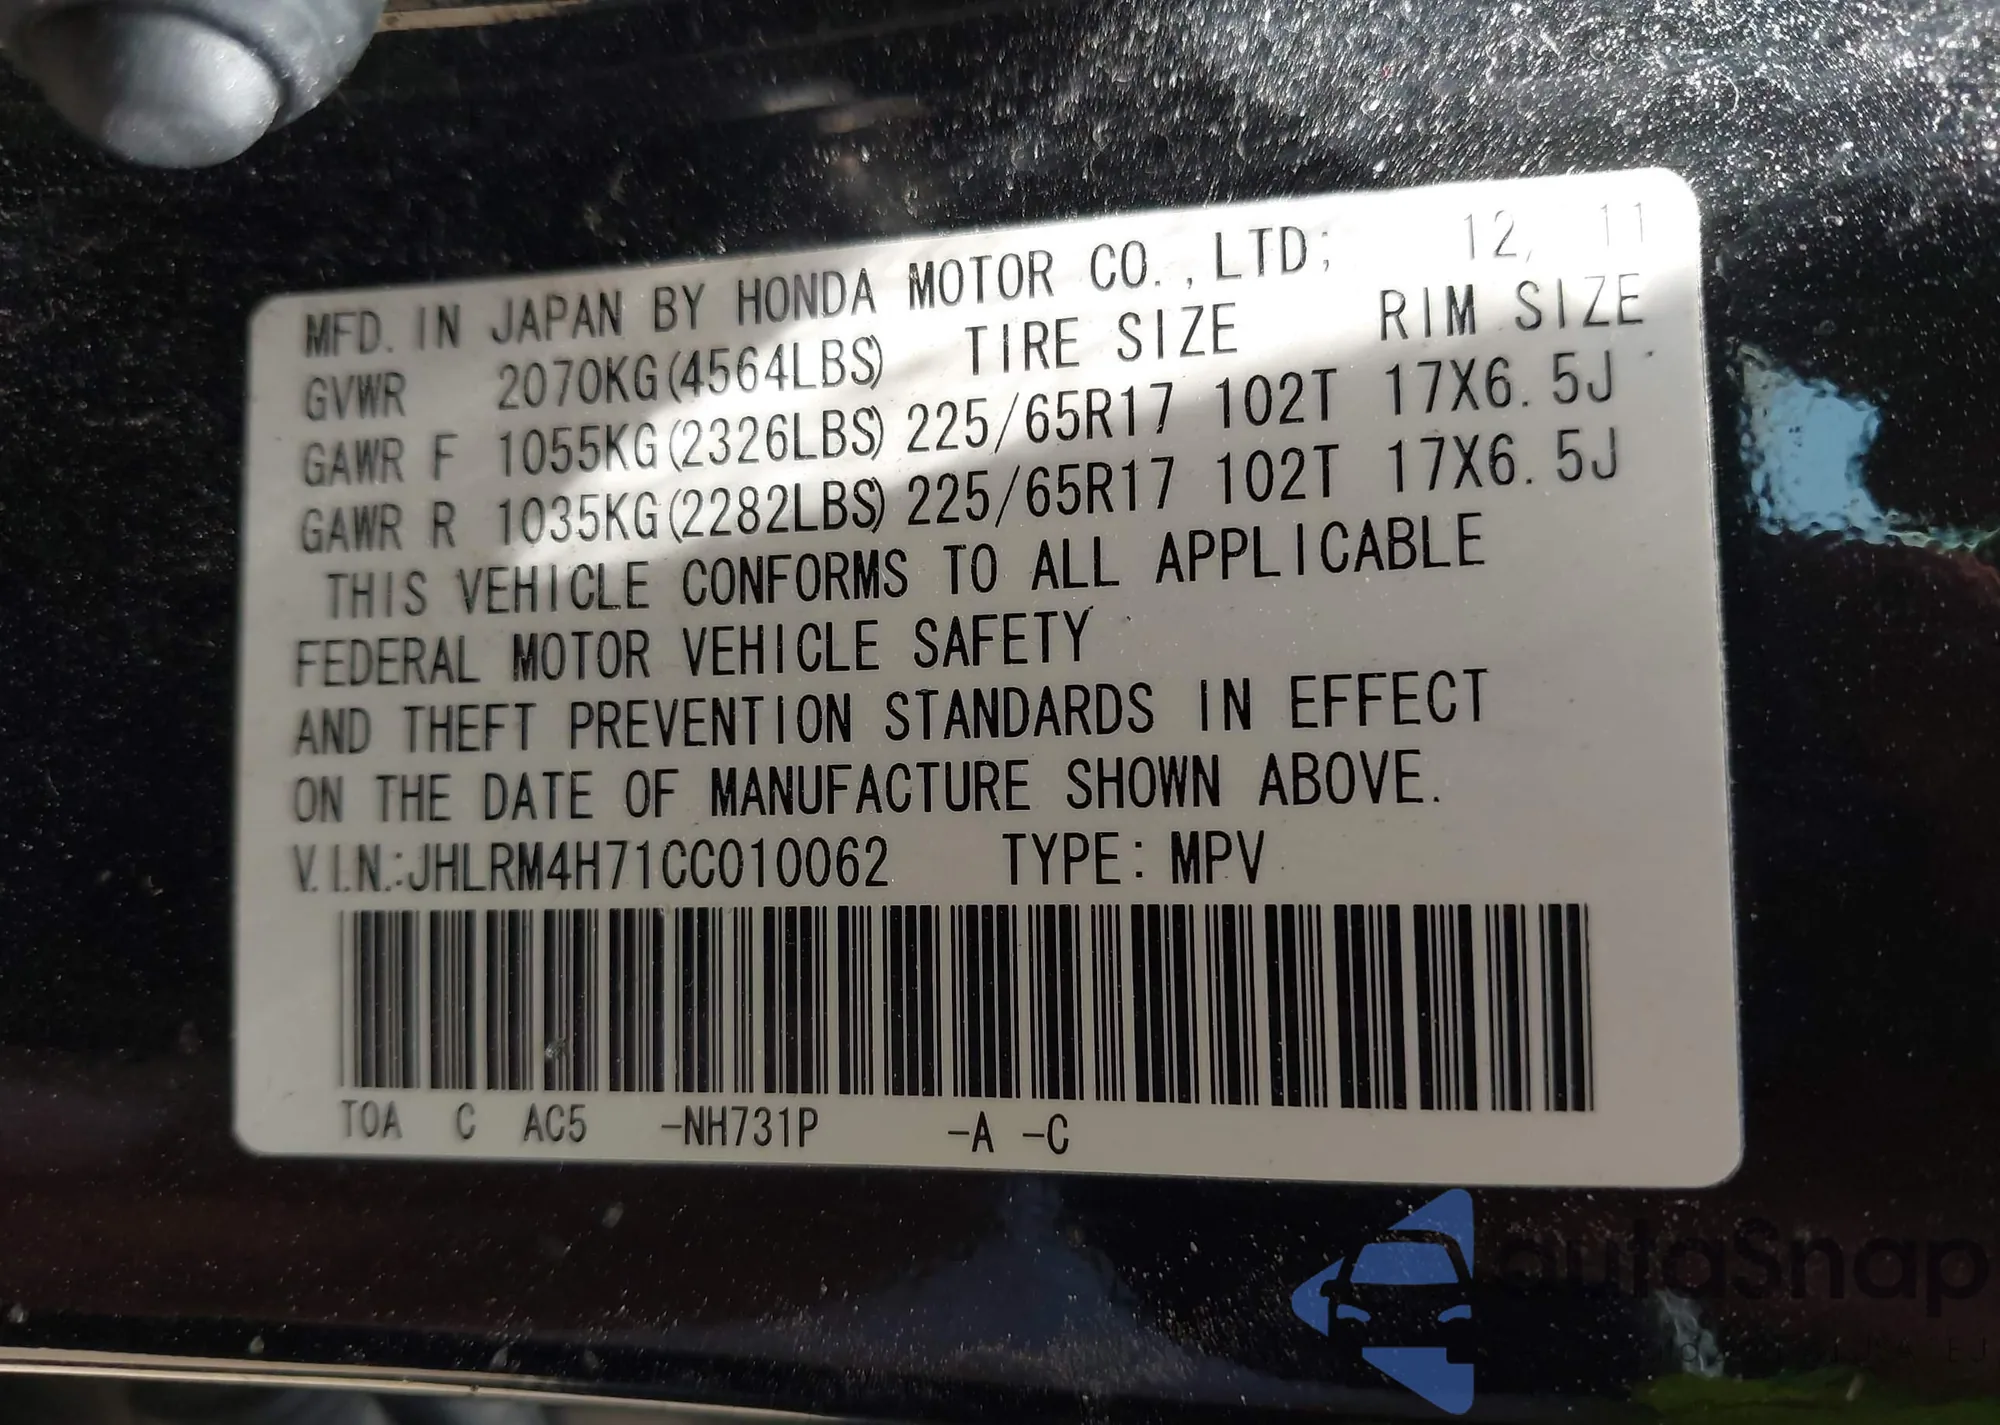 MFD. IN JAPAN BY HONDA MOTOR CO., LTD; 12, 11
GVWR 2070KG(4564LBS) TIRE SIZE RIM SIZE
GAWR F 1055KG(2326LBS) 225/65R17 102T 17X6.5J
GAWR R 1035KG(2282LBS) 225/65R17 102T 17X6.5J
THIS VEHICLE CONFORMS TO ALL APPLICABLE
FEDERAL MOTOR VEHICLE SAFETY
AND THEFT PREVENTION STANDARDS IN EFFECT
ON THE DATE OF MANUFACTURE SHOWN ABOVE.
V.I.N.:JHLRM4H71CC010062 TYPE: MPV
TOA C AC5 -NH731P -A -C
autaSnap